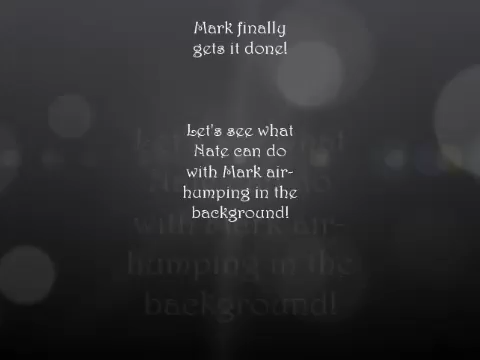 Mark finally
gets it done!
Let's see what
Nate can do
with Mark air-
humping in the
background!